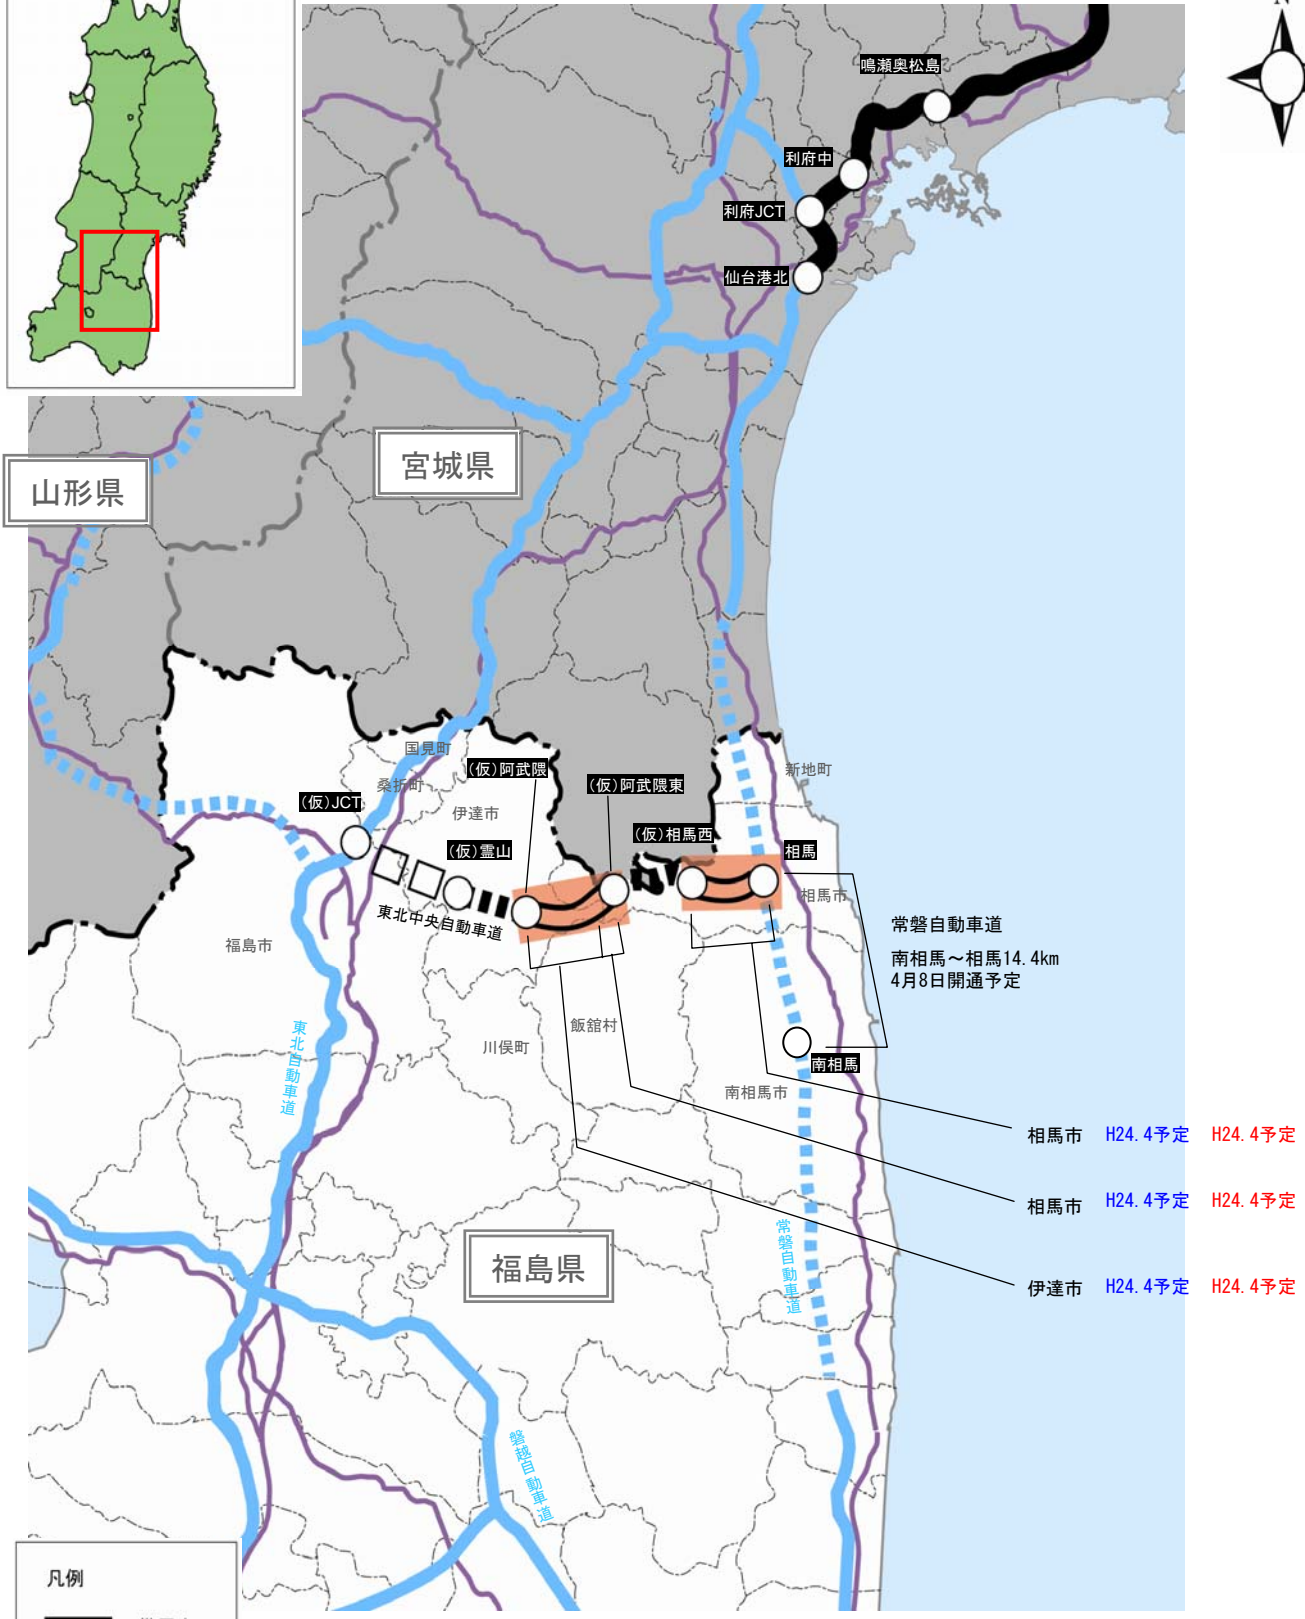 N
鳴瀬奥松島
利府中
利府JCT
仙台港北
宮城県
山形県
国見町
(仮)阿武隈
新地町
桑折町
(仮)阿武隈東
(仮)JCT
伊達市
(仮)相馬西
(仮)霊山
相馬
相馬市
東北中央自動車道
福島市
常磐自動車道
南相馬～相馬14.4km
4月8日開通予定
東北自動車道
飯舘村
川俣町
南相馬
南相馬市
相馬市 H24.4予定 H24.4予定
相馬市 H24.4予定 H24.4予定
常磐自動車道
福島県
伊達市 H24.4予定 H24.4予定
磐越自動車道
凡例